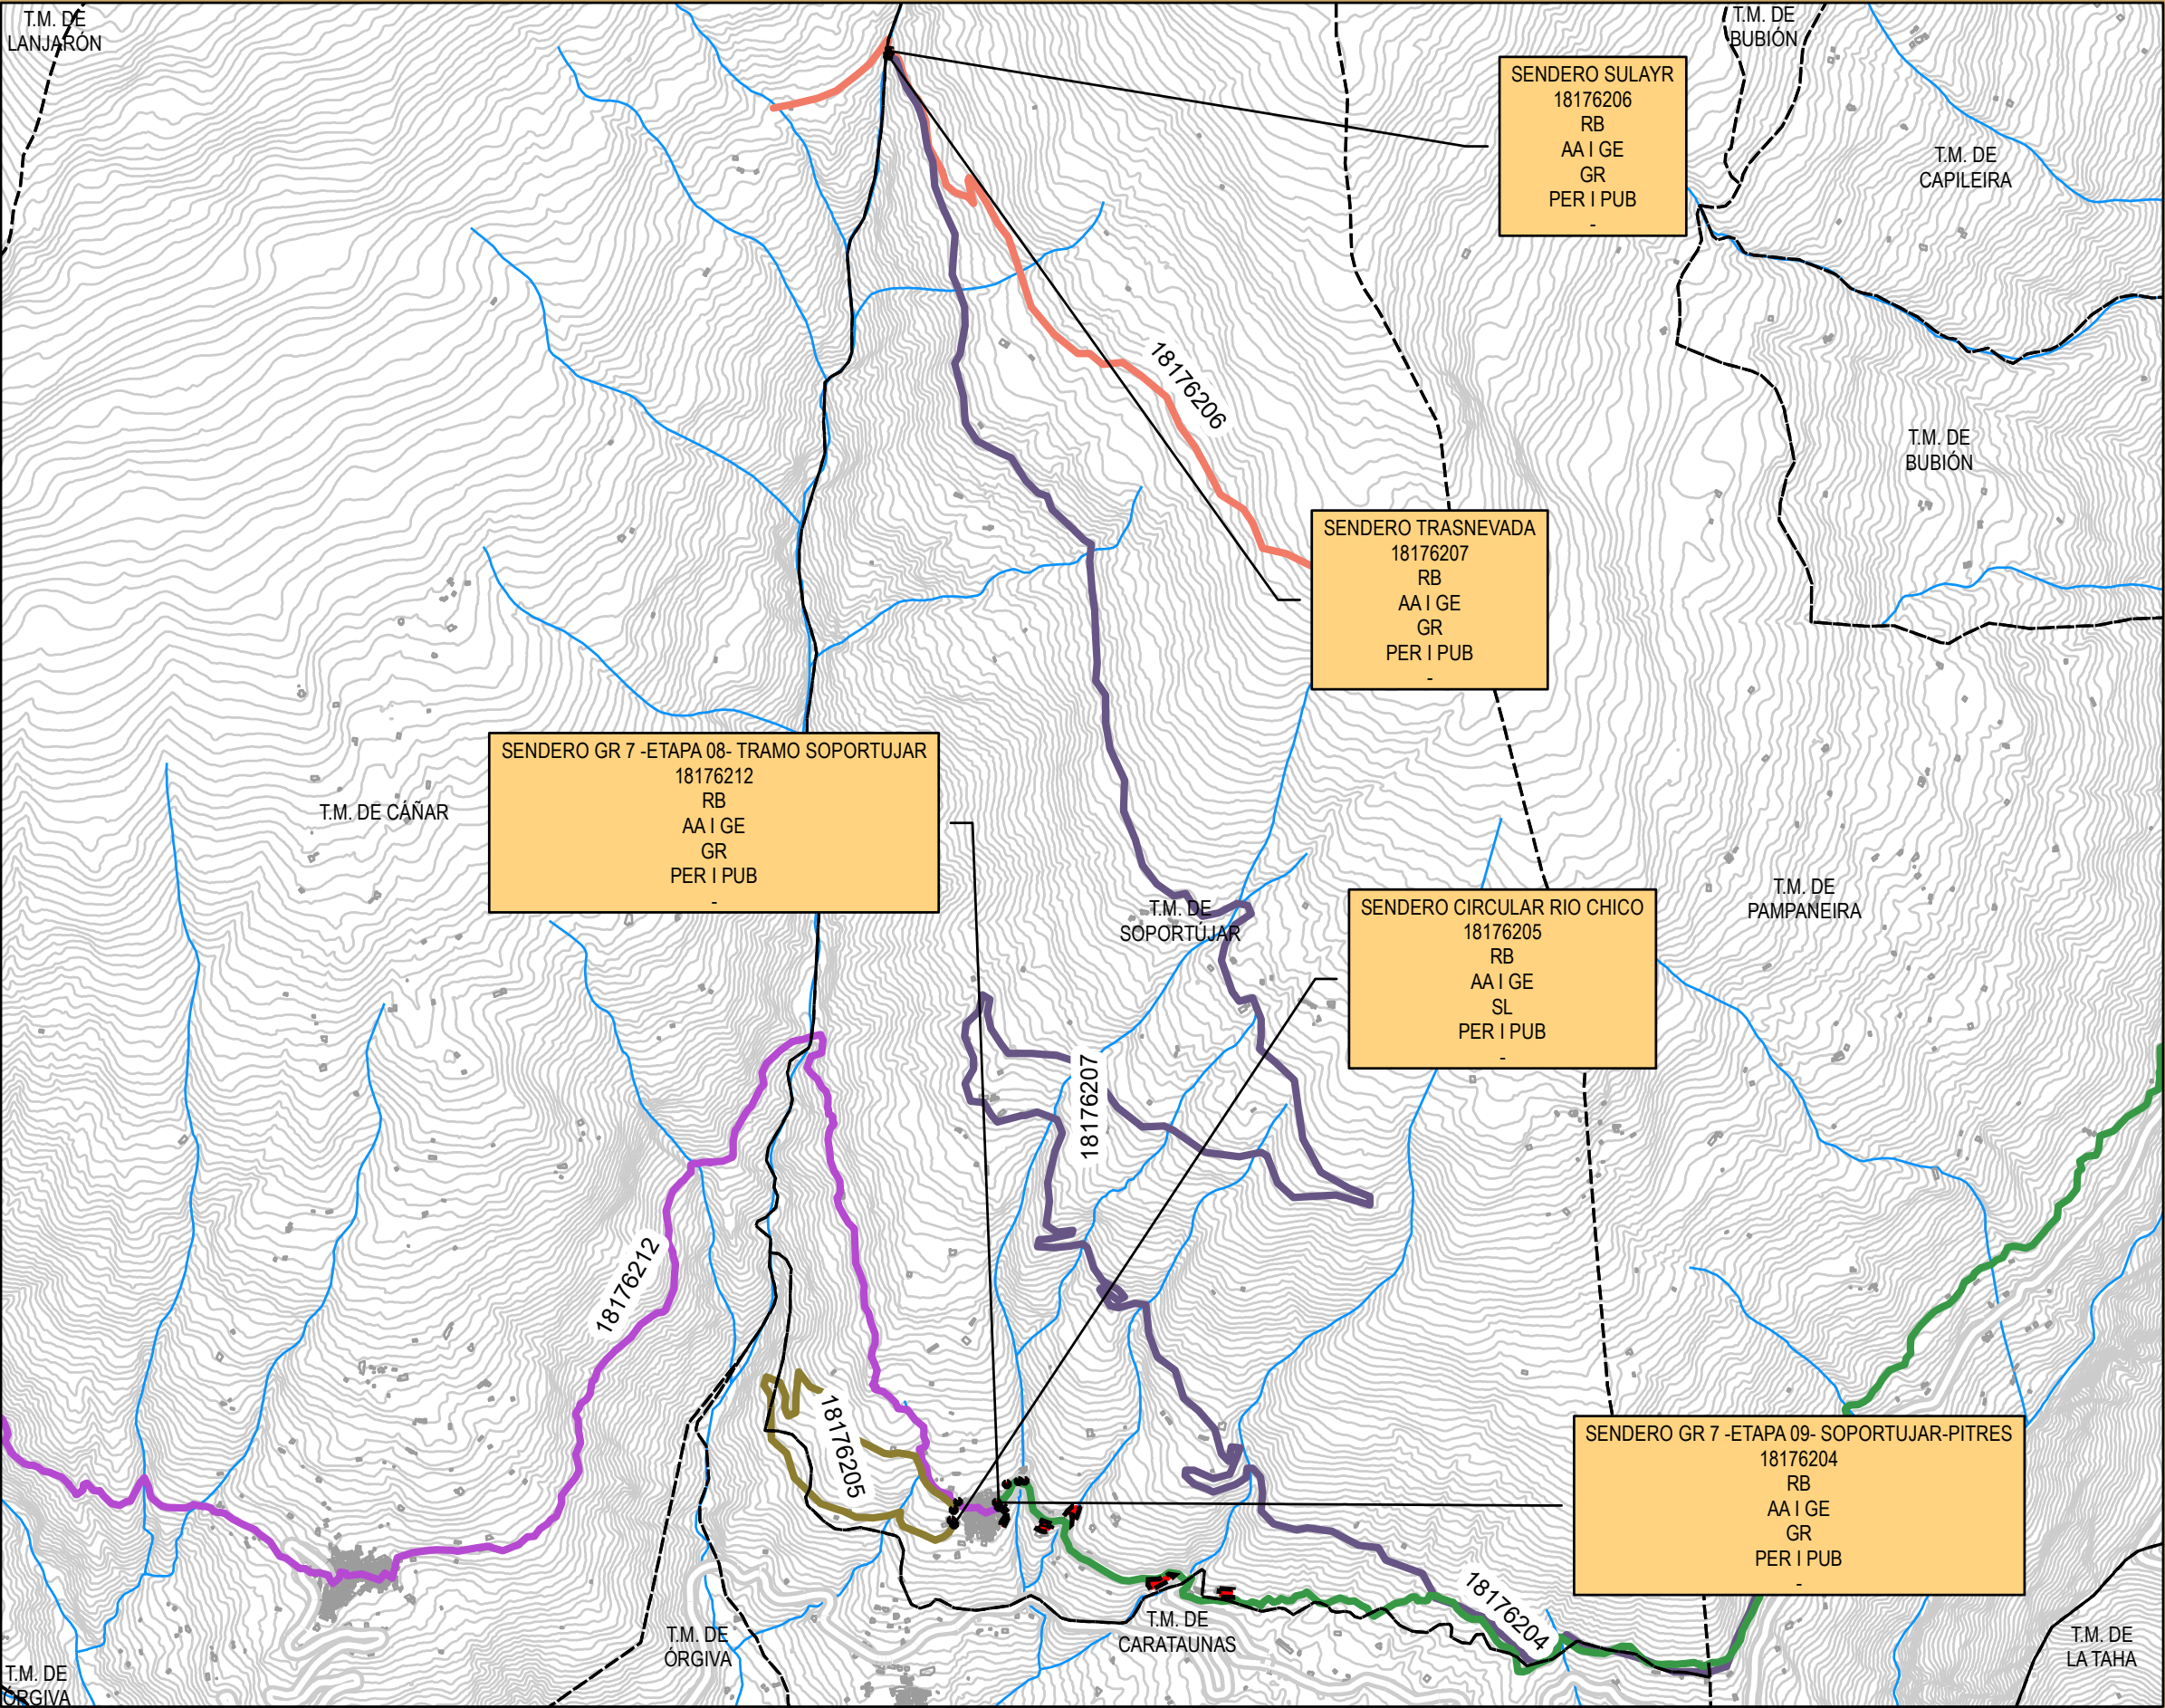 T.M. DE
LANJARÓN
T.M. DE
BUBIÓN
SENDERO SULAYR
18176206
RB
AA I GE
GR
PER I PUB
-
T.M. DE
CAPILEIRA
18176206
T.M. DE
BUBIÓN
SENDERO TRASNEVADA
18176207
RB
AA I GE
GR
PER I PUB
-
SENDERO GR 7 -ETAPA 08- TRAMO SOPORTUJAR
18176212
RB
AA I GE
GR
PER I PUB
-
T.M. DE CÁÑAR
T.M. DE
SOPORTÚJAR
SENDERO CIRCULAR RIO CHICO
18176205
RB
AA I GE
SL
PER I PUB
-
T.M. DE
PAMPANEIRA
18176207
18176212
18176205
SENDERO GR 7 -ETAPA 09- SOPORTUJAR-PITRES
18176204
RB
AA I GE
GR
PER I PUB
-
18176204
T.M. DE
CARATAUNAS
T.M. DE
ÓRGIVA
T.M. DE
LA TAHA
T.M. DE
ÓRGIVA